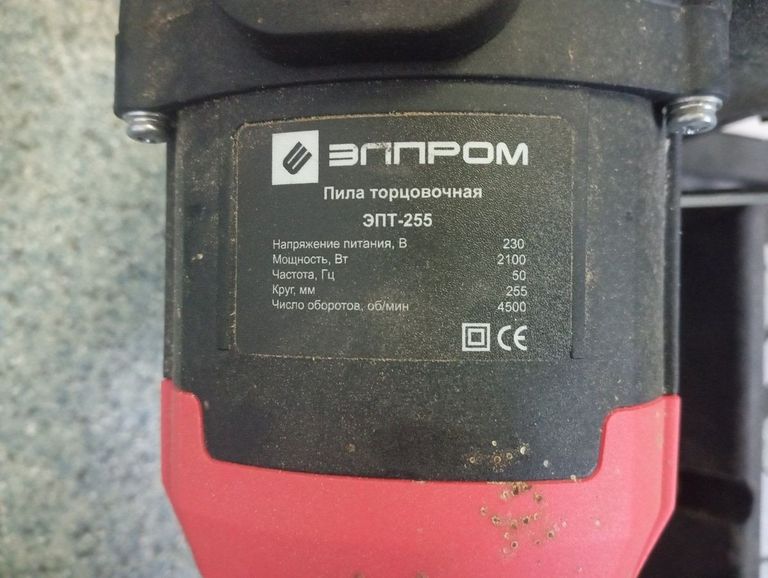 ЭЛПРОМ
Пила торцовочная
ЭПТ-255
Напряжение питания, В 230
Мощность, Вт 2100
Частота, Гц 50
Круг, мм 255
Число оборотов, об/мин 4500
CE